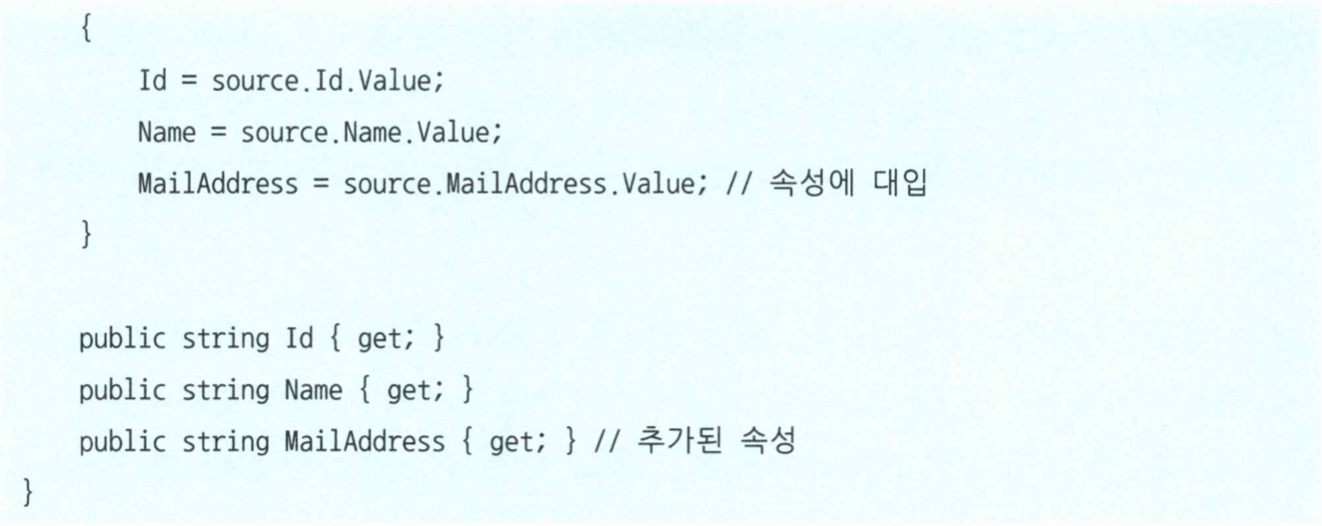 {
Id = source.Id.Value;
Name = source.Name.Value;
MailAddress = source.MailAddress.Value; // 속성에 대입
}
public string Id { get; }
public string Name { get; }
public string MailAddress { get; } // 추가된 속성
}